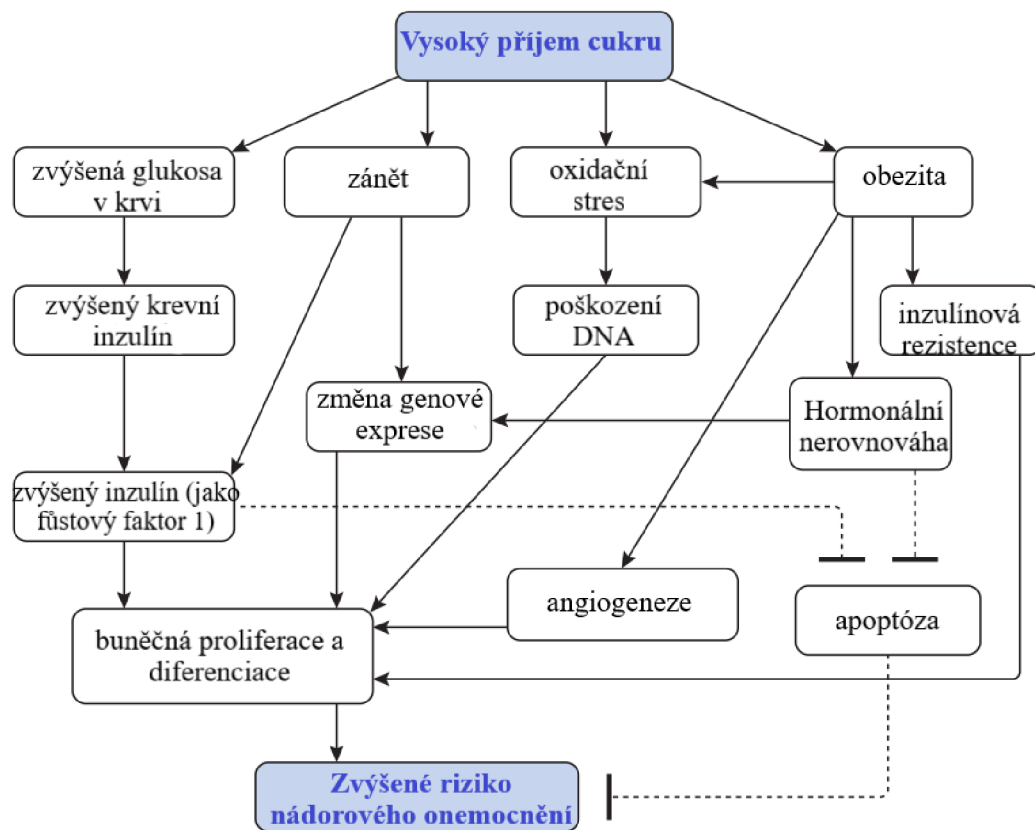 Vysoký příjem cukru
zvýšená glukosa
v krvi
zánět
oxidační
stres
obezita
zvýšený krevní
inzulín
poškození
DNA
inzulínová
rezistence
změna genové
exprese
Hormonální
nerovnováha
zvýšený inzulín (jako
fůstový faktor 1)
angiogeneze
apoptóza
buněčná proliferace a
diferenciace
Zvýšené riziko
nádorového onemocnění